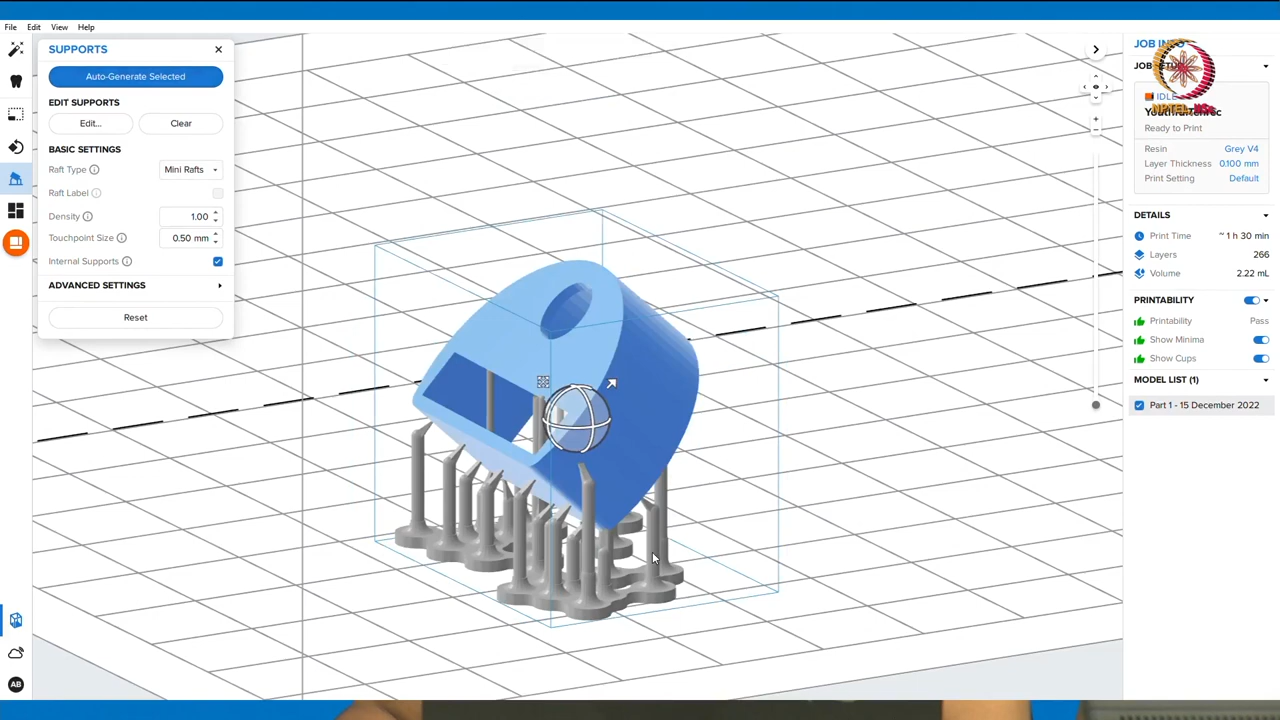 File Edit View Help
SUPPORTS
Auto-Generate Selected
EDIT SUPPORTS
Edit... Clear
BASIC SETTINGS
Raft Type Mini Rafts
Raft Label
Density 1.00
Touchpoint Size 0.50 mm
Internal Supports
ADVANCED SETTINGS
Reset
AB
JOB INFO
IDLE
Ready to Print
Resin Grey V4
Layer Thickness 0.100 mm
Print Setting Default
DETAILS
Print Time ~ 1 h 30 min
Layers 266
Volume 2.22 mL
PRINTABILITY
Printability Pass
Show Minima
Show Cups
MODEL LIST (1)
Part 1 - 15 December 2022